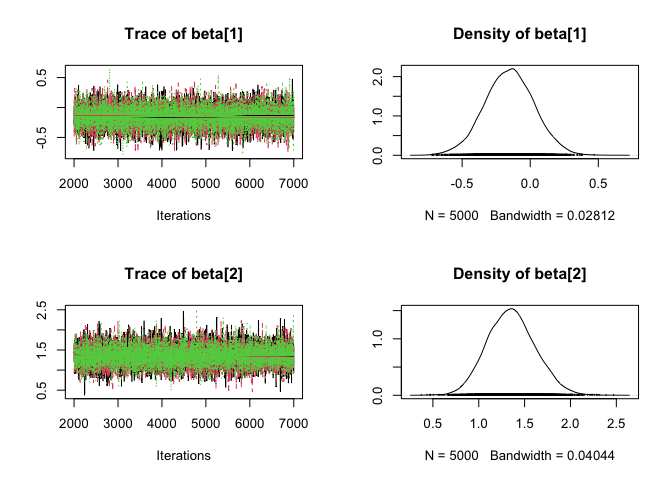 Trace of beta[1]
0.5
-0.5
2000 3000 4000 5000 6000 7000
Iterations
Density of beta[1]
2.0
1.0
0.0
-0.5 0.0 0.5
N = 5000 Bandwidth = 0.02812
Trace of beta[2]
2.5
1.5
0.5
2000 3000 4000 5000 6000 7000
Iterations
Density of beta[2]
1.0
0.0
0.5 1.0 1.5 2.0 2.5
N = 5000 Bandwidth = 0.04044